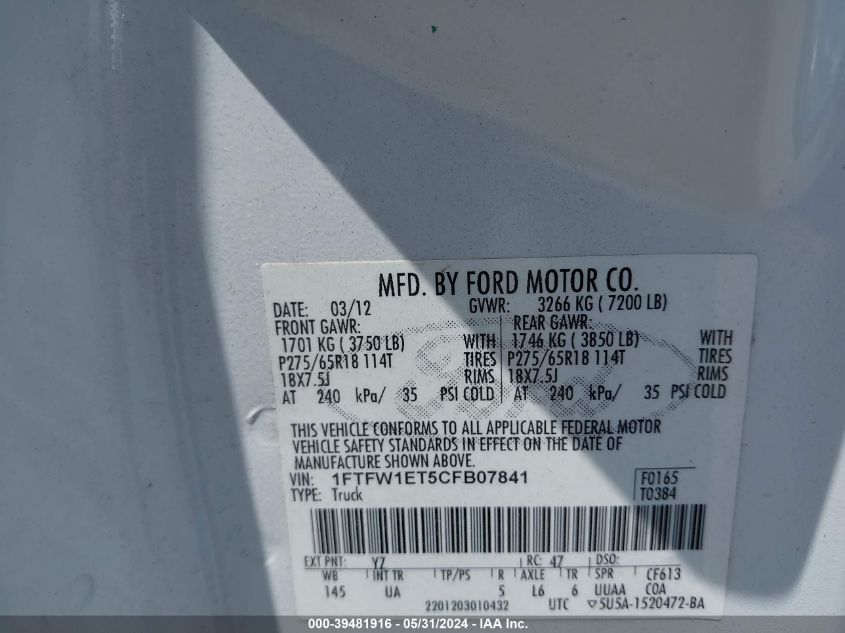 MFD. BY FORD MOTOR CO.
DATE: 03/12 GVWR: 3266 KG ( 7200 LB)
FRONT GAWR: REAR GAWR:
1701 KG ( 3750 LB) WITH 1746 KG ( 3850 LB) WITH
P275/65R18 114T TIRES P275/65R18 114T TIRES
18X7.5J RIMS 18X7.5J RIMS
AT 240 kPa/ 35 PSI COLD AT 240 kPa/ 35 PSI COLD
THIS VEHICLE CONFORMS TO ALL APPLICABLE FEDERAL MOTOR
VEHICLE SAFETY STANDARDS IN EFFECT ON THE DATE OF
MANUFACTURE SHOWN ABOVE.
VIN: 1FTFW1ET5CFB07841 F0165
TYPE: Truck T0384
EXT PNT: YZ RC: 47 DSO:
WB INT TR TP/PS R AXLE TR SPR CF613
145 UA 5 L6 6 UUAA COA
2201203010432 UTC ▽5U5A-1520472-BA
000-39481916 - 05/31/2024 - IAA, Inc.